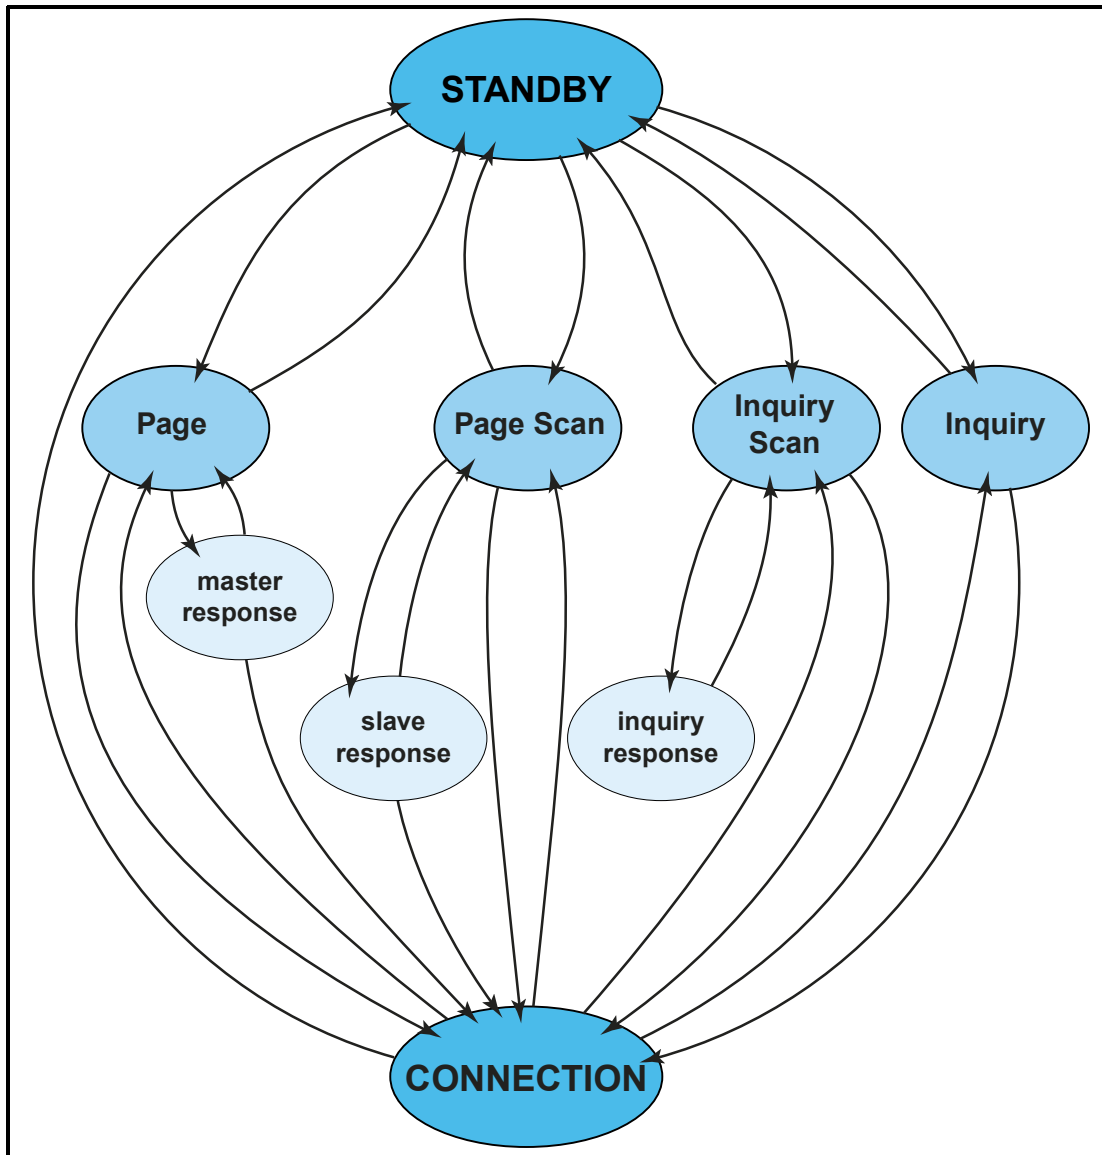 STANDBY
Page
Page Scan
Inquiry
Scan
Inquiry
master
response
slave
response
inquiry
response
CONNECTION